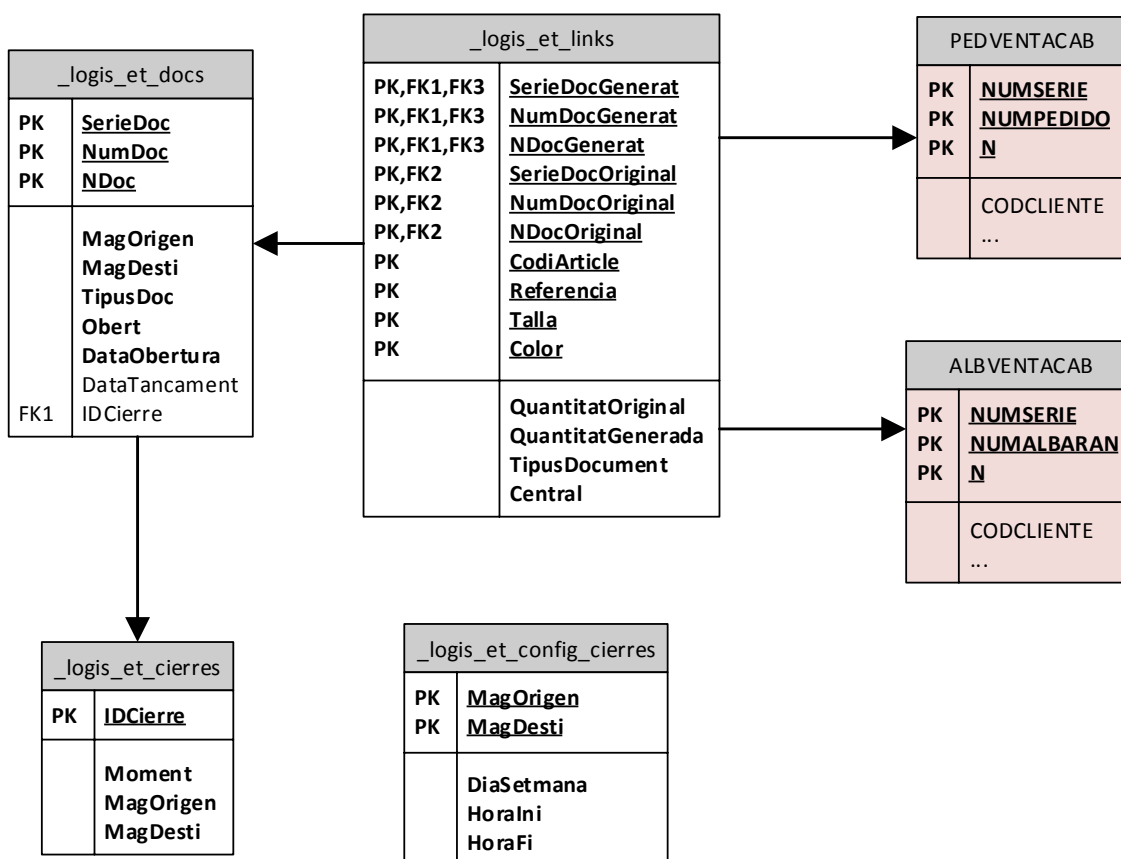 _logis_et_docs
PK SerieDoc
PK NumDoc
PK NDoc
MagOrigen
MagDesti
TipusDoc
Obert
DataObertura
DataTancament
FK1 IDCierre
_logis_et_links
PK,FK1,FK3 SerieDocGenerat
PK,FK1,FK3 NumDocGenerat
PK,FK1,FK3 NDocGenerat
PK,FK2 SerieDocOriginal
PK,FK2 NumDocOriginal
PK,FK2 NDocOriginal
PK CodiArticle
PK Referencia
PK Talla
PK Color
QuantitatOriginal
QuantitatGenerada
TipusDocument
Central
PEDVENTACAB
PK NUMSERIE
PK NUMPEDIDO
PK N
CODCLIENTE
...
ALBVENTACAB
PK NUMSERIE
PK NUMALBARAN
PK N
CODCLIENTE
...
_logis_et_cierres
PK IDCierre
Moment
MagOrigen
MagDesti
_logis_et_config_cierres
PK MagOrigen
PK MagDesti
DiaSetmana
HoraIni
HoraFi